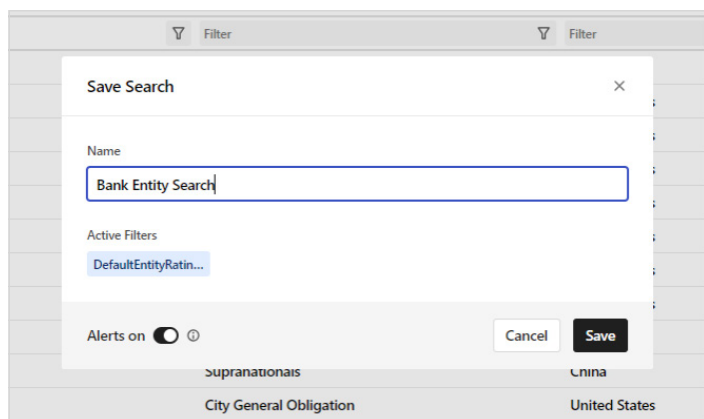 Filter Filter
Save Search
Name
Bank Entity Search
Active Filters
DefaultEntityRatin...
Alerts on
Cancel Save
Supranationals China
City General Obligation United States